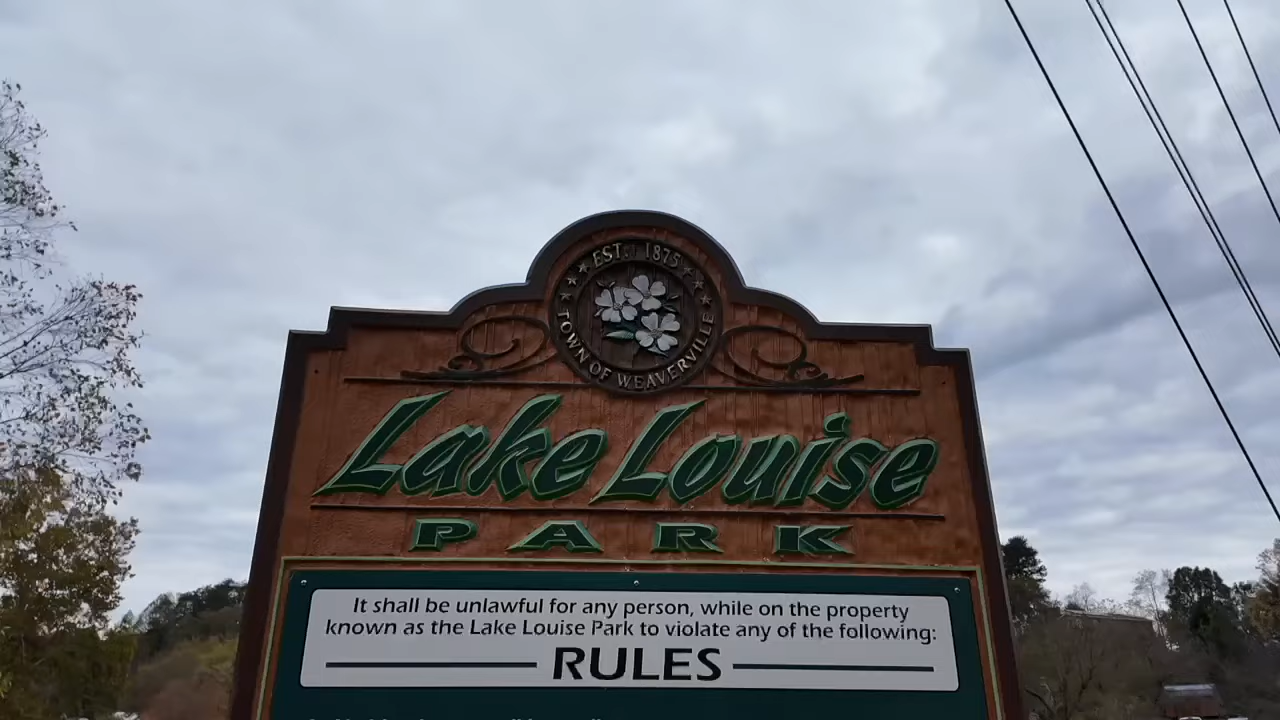 EST. 1875
TOWN OF WEAVERVILLE
Lake Louise
PARK
It shall be unlawful for any person, while on the property
known as the Lake Louise Park to violate any of the following:
RULES